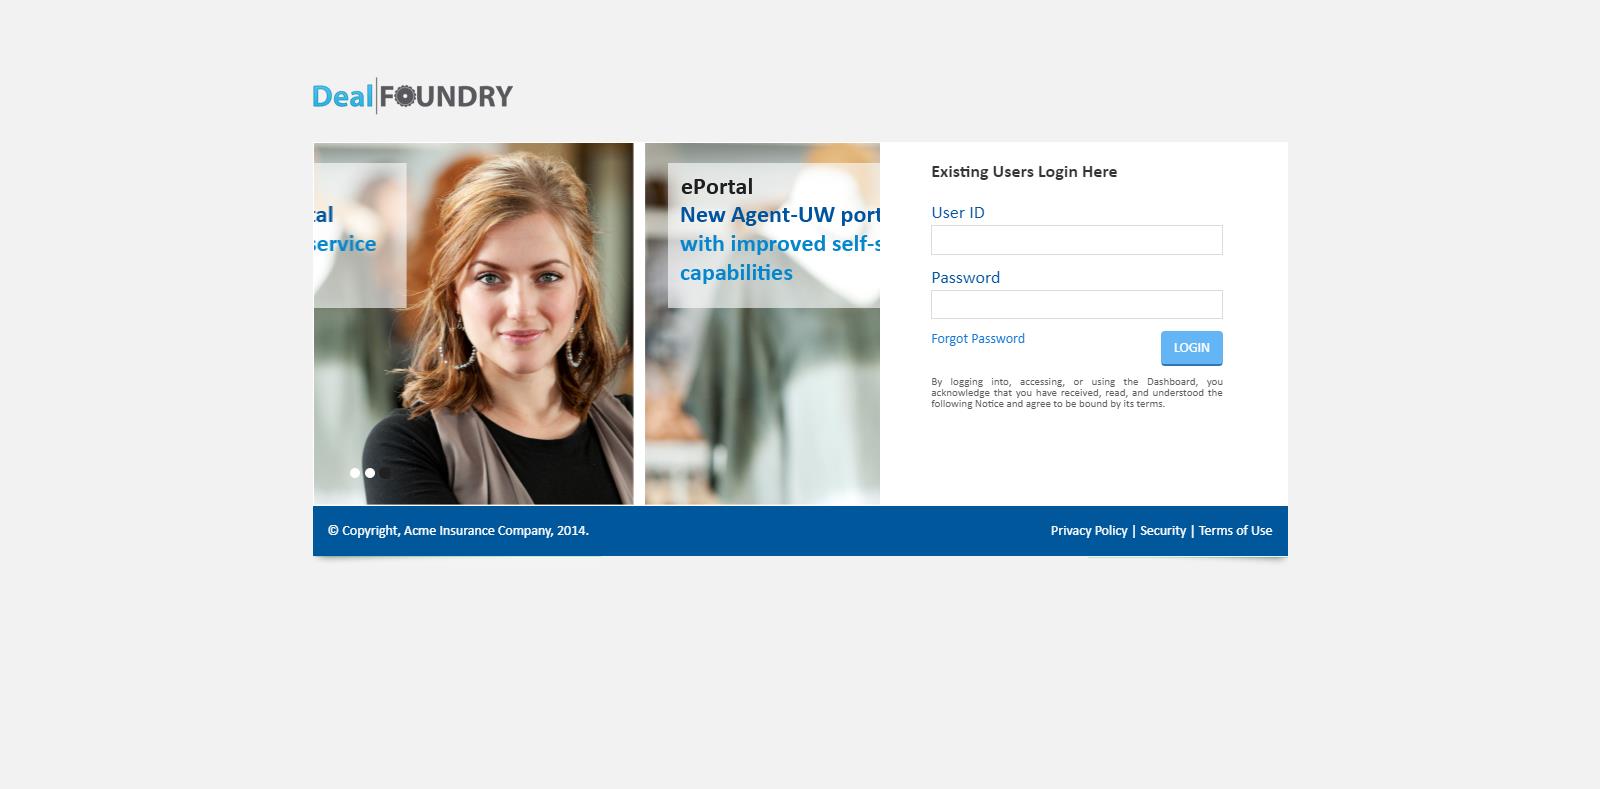 Deal FOUNDRY
service
ePortal
New Agent-UW
with improved
capabilities
Existing Users Login Here
User ID
Password
Forgot Password
LOGIN
By logging into, accessing, or using the Dashboard, you
acknowledge that you have received, read, and understood the
following Notice and agree to be bound by its terms.
© Copyright, Acme Insurance Company, 2014.
Privacy Policy | Security | Terms of Use